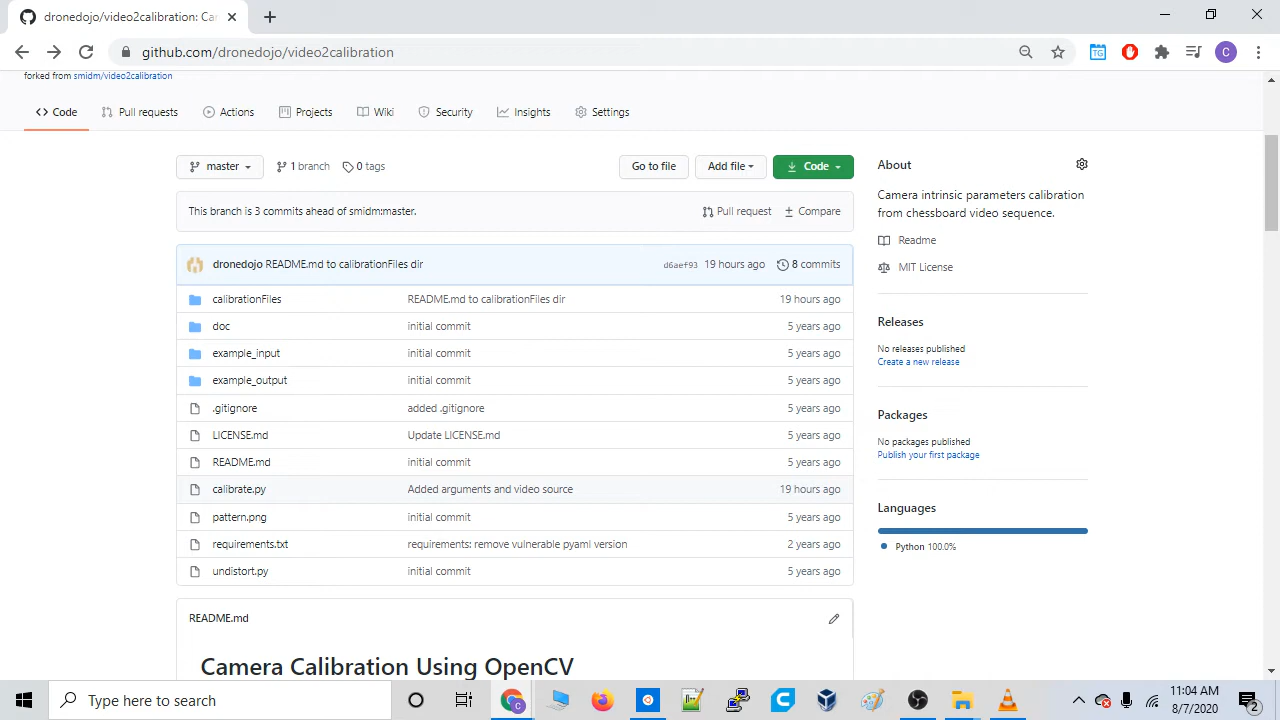 dronedojo/video2calibration: Car
github.com/dronedojo/video2calibration
TG
C
forked from smidm/video2calibration
<> Code
Pull requests
Actions
Projects
Wiki
Security
Insights
Settings
master
1 branch
0 tags
Go to file
Add file
Code
This branch is 3 commits ahead of smidm:master.
Pull request
Compare
dronedojo README.md to calibrationFiles dir
d6aef93 19 hours ago
8 commits
calibrationFiles README.md to calibrationFiles dir 19 hours ago
doc initial commit 5 years ago
example_input initial commit 5 years ago
example_output initial commit 5 years ago
.gitignore added .gitignore 5 years ago
LICENSE.md Update LICENSE.md 5 years ago
README.md initial commit 5 years ago
calibrate.py Added arguments and video source 19 hours ago
pattern.png initial commit 5 years ago
requirements.txt requirements: remove vulnerable pyaml version 2 years ago
undistort.py initial commit 5 years ago
README.md
Camera Calibration Using OpenCV
About
Camera intrinsic parameters calibration
from chessboard video sequence.
Readme
MIT License
Releases
No releases published
Create a new release
Packages
No packages published
Publish your first package
Languages
Python 100.0%
Type here to search
11:04 AM
8/7/2020
2